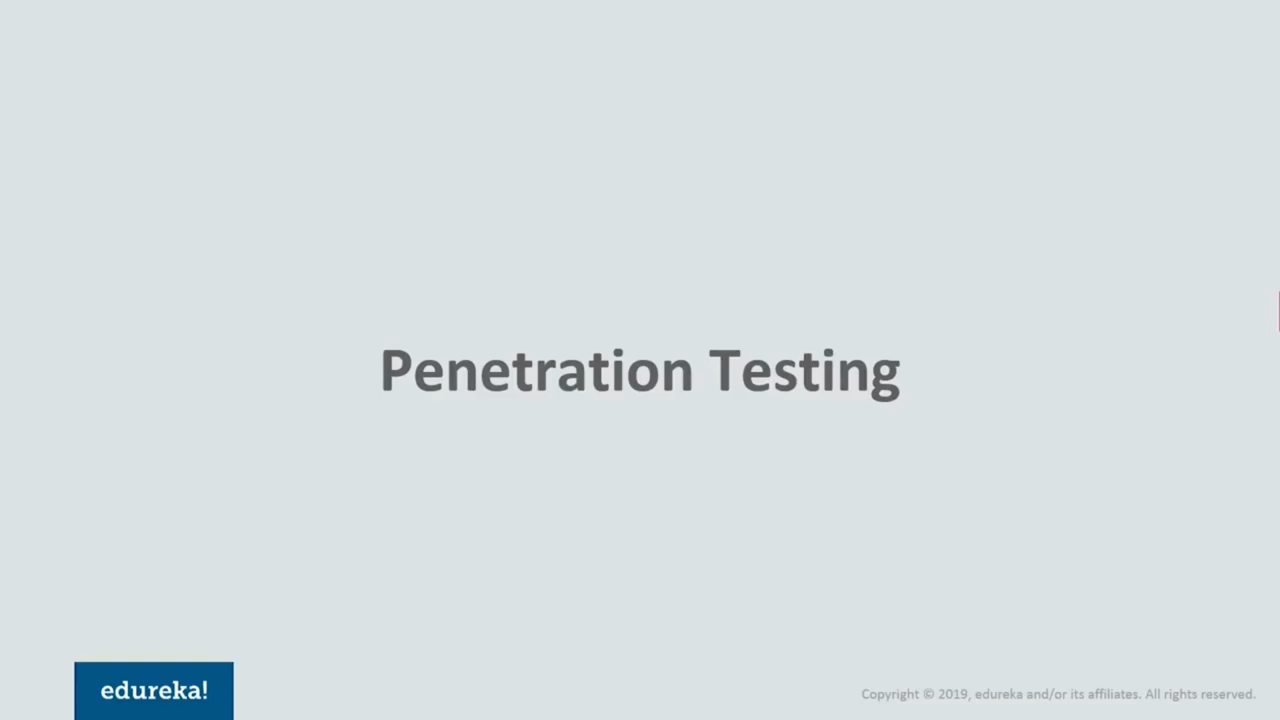 Penetration Testing
edureka!
Copyright © 2019, edureka and/or its affiliates. All rights reserved.